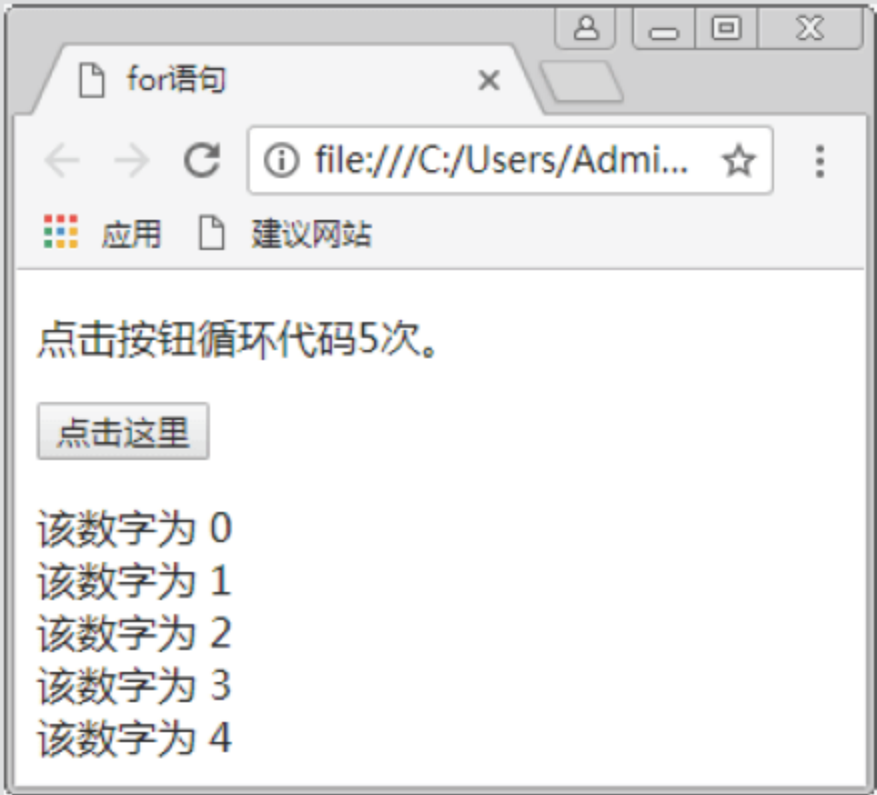 for语句
file:///C:/Users/Admi...
应用 建议网站
点击按钮循环代码5次。
点击这里
该数字为 0
该数字为 1
该数字为 2
该数字为 3
该数字为 4